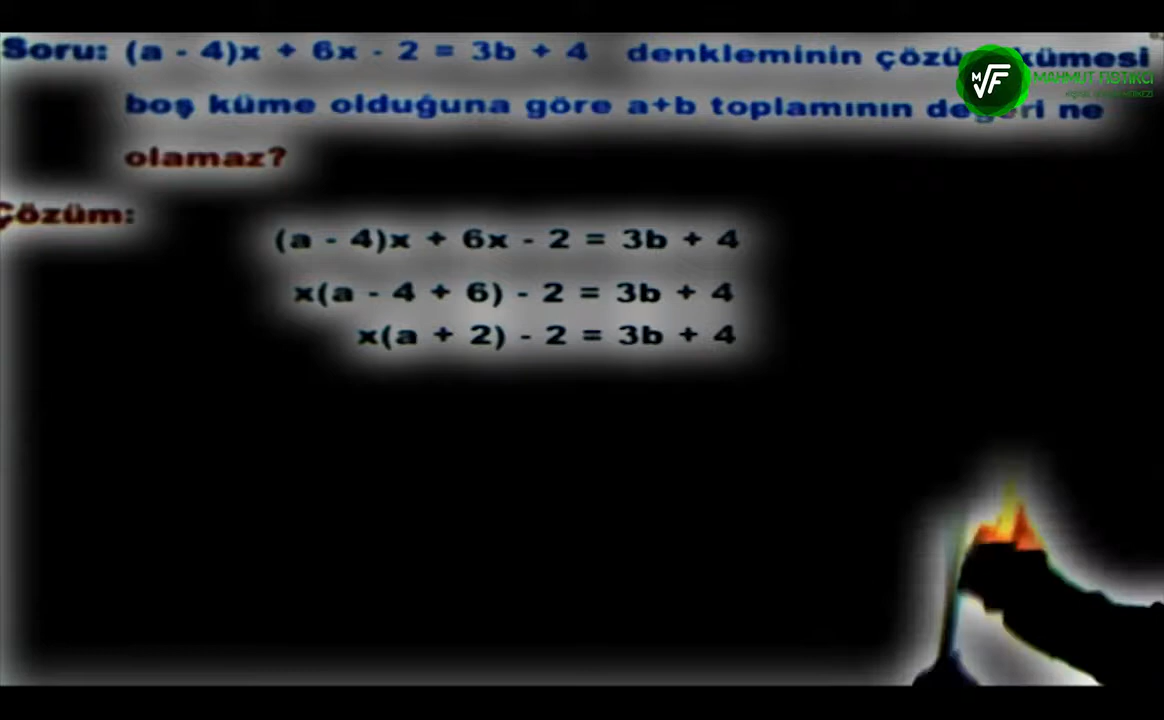 Soru: (a - 4)x + 6x - 2 = 3b + 4 denkleminin kümesi
boş küme olduğuna göre a+b toplamının değeri ne
olamaz?
Çözüm:
(a - 4)x + 6x - 2 = 3b + 4
x(a - 4 + 6) - 2 = 3b + 4
x(a + 2) - 2 = 3b + 4
MAHMUT FISTIKCI